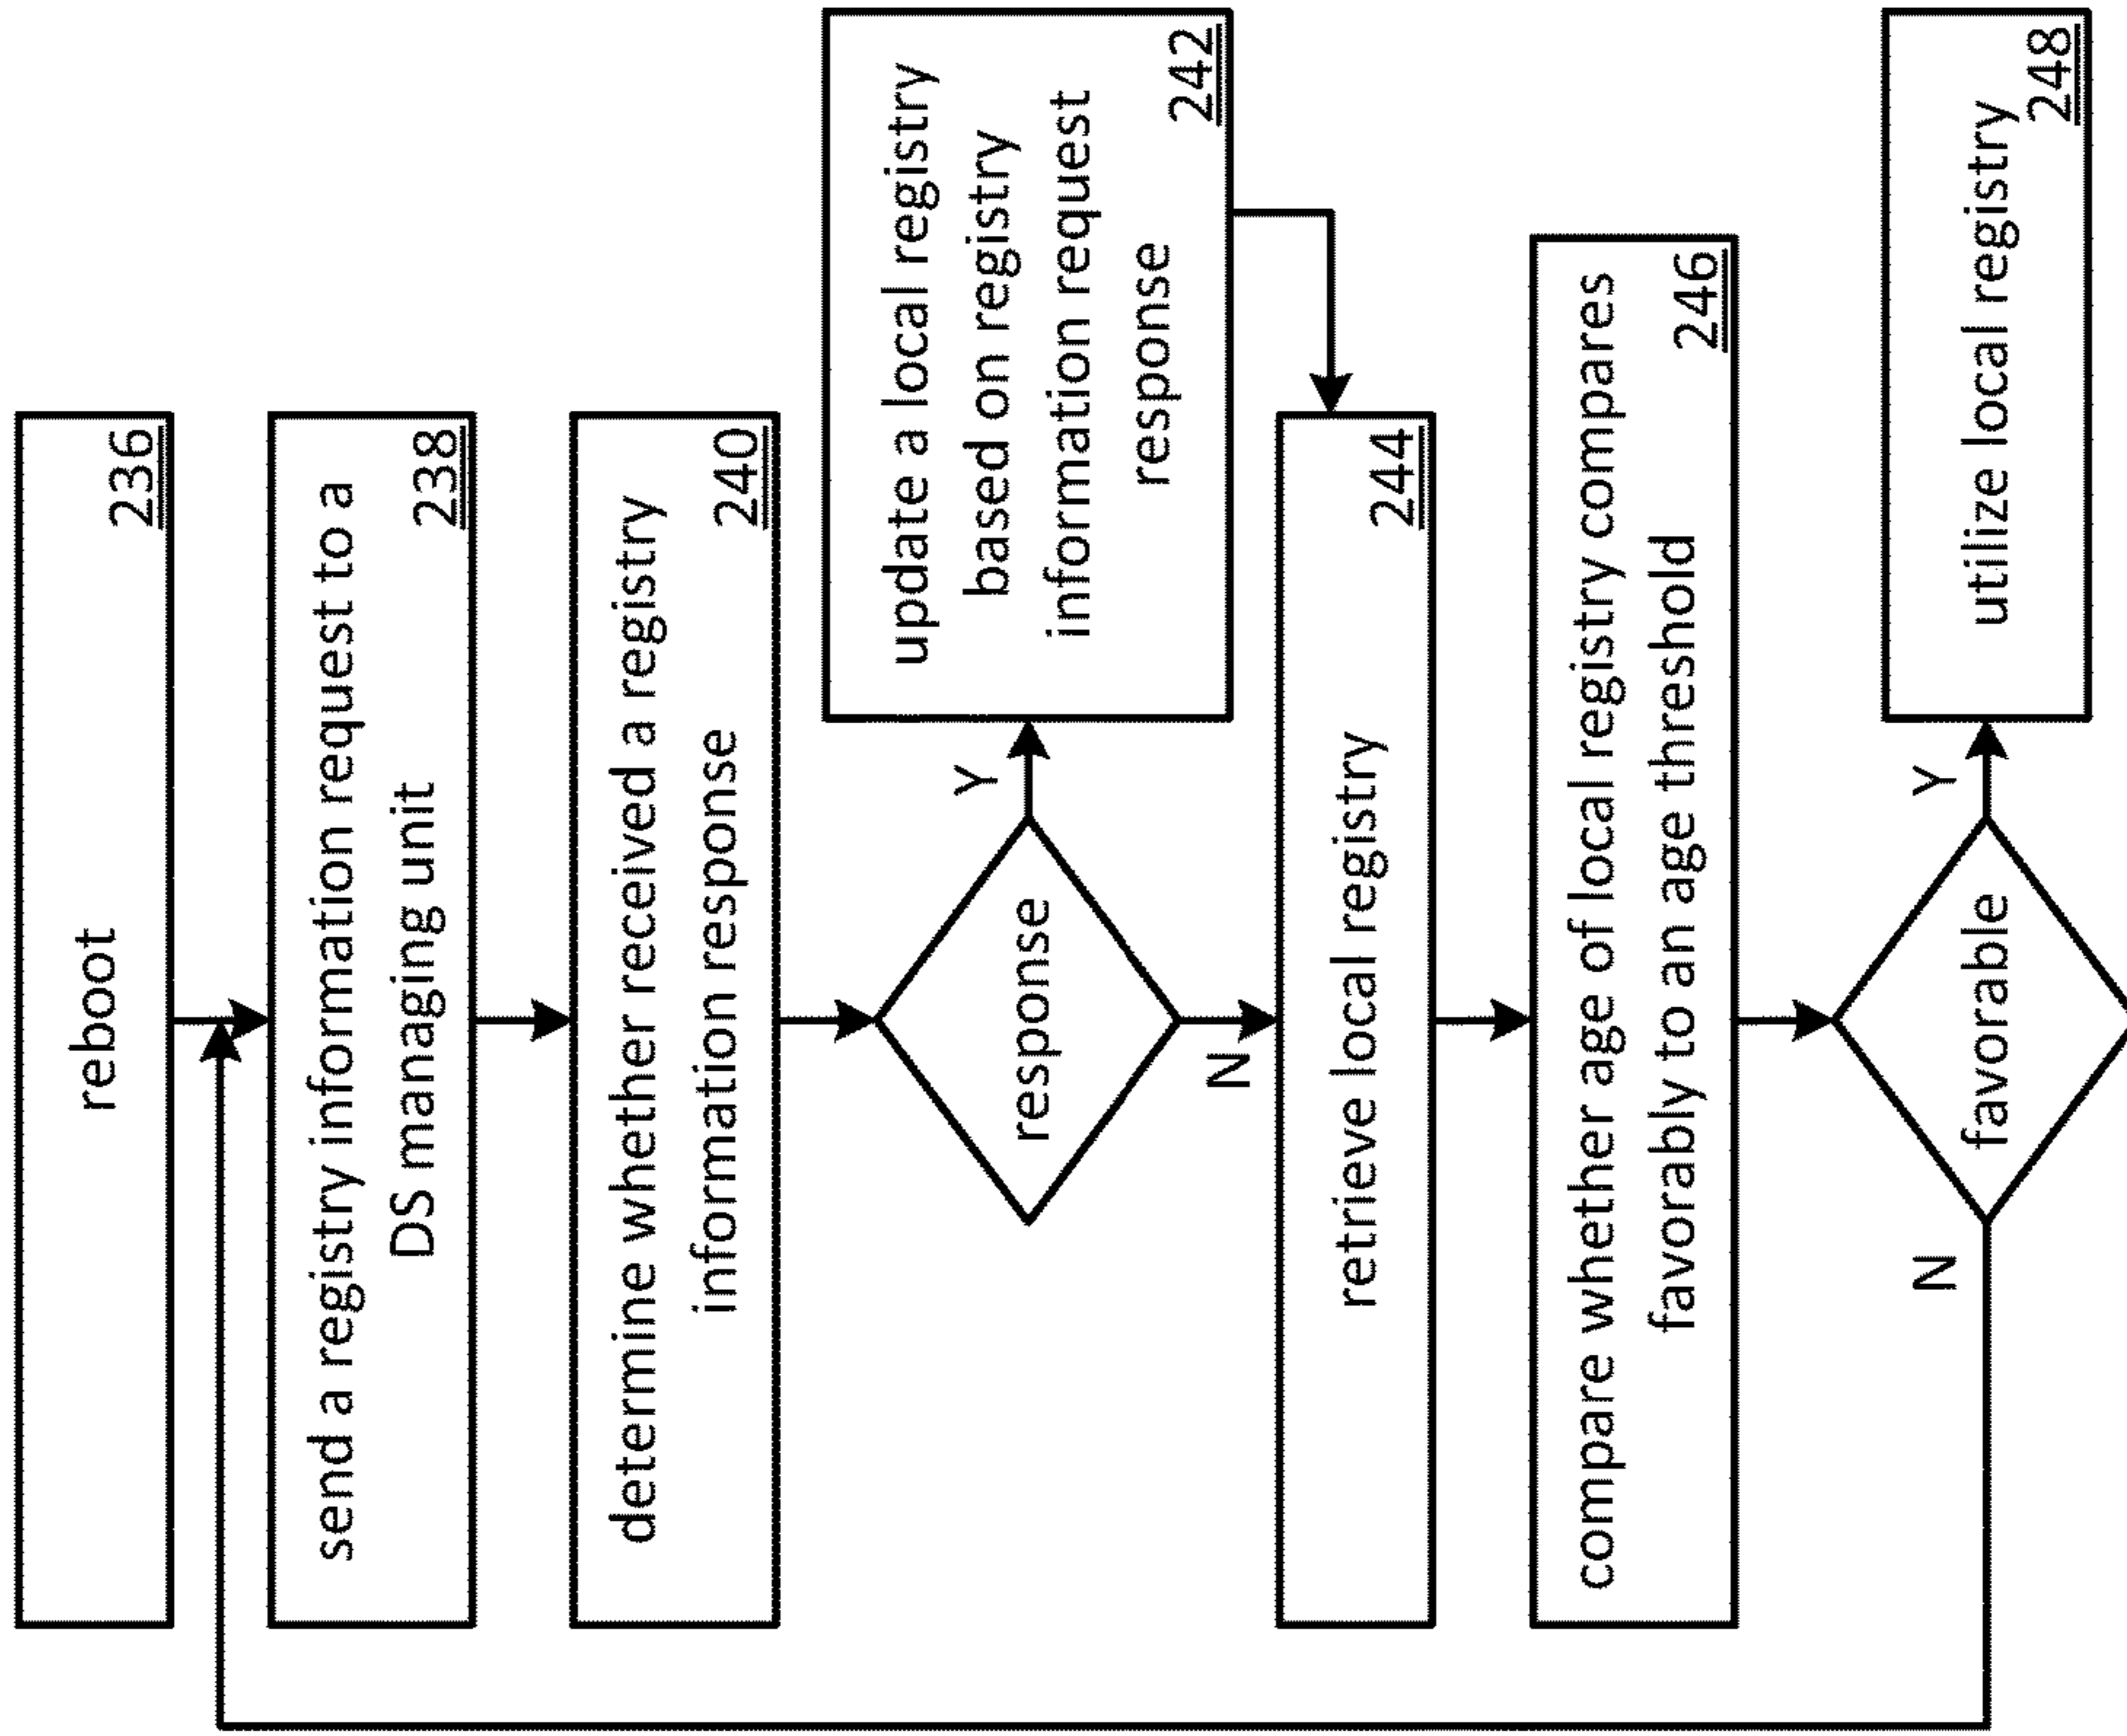 reboot
236
send a registry information request to a
DS managing unit
238
determine whether received a registry
information response
240
response
Y
N
update a local registry
based on registry
information request
response
242
retrieve local registry
244
compare whether age of local registry compares
favorably to an age threshold
246
favorable
Y
N
utilize local registry
248